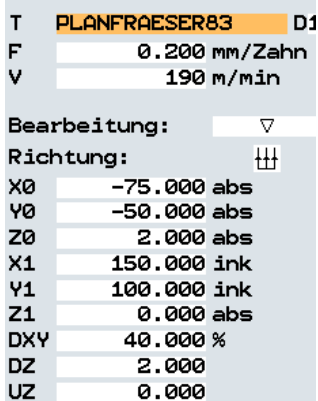 T PLANFRAESER83 D1
F 0.200 mm/Zahn
V 190 m/min
Bearbeitung: ▽
Richtung:
X0 -75.000 abs
Y0 -50.000 abs
Z0 2.000 abs
X1 150.000 ink
Y1 100.000 ink
Z1 0.000 abs
DXY 40.000 %
DZ 2.000
UZ 0.000